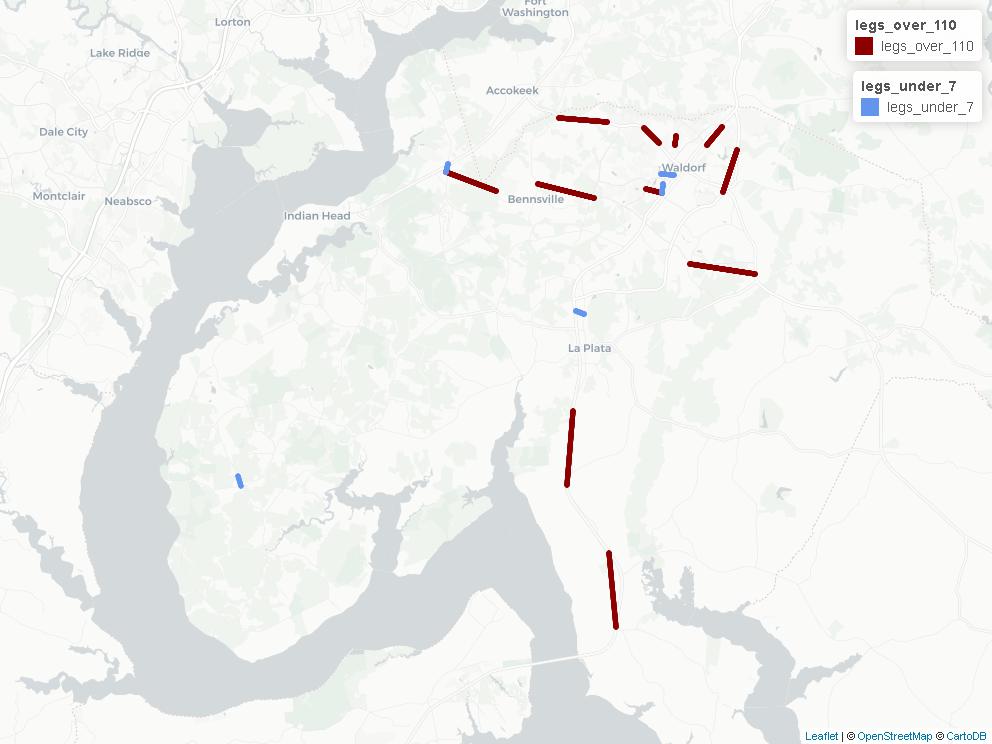 Fort
Washington
Lorton
Lake Ridge
legs_over_110
legs_over_110
legs_under_7
legs_under_7
Accokeek
Dale City
Waldorf
Montclair
Neabsco
Bennsville
Indian Head
La Plata
Leaflet | © OpenStreetMap © CartoDB